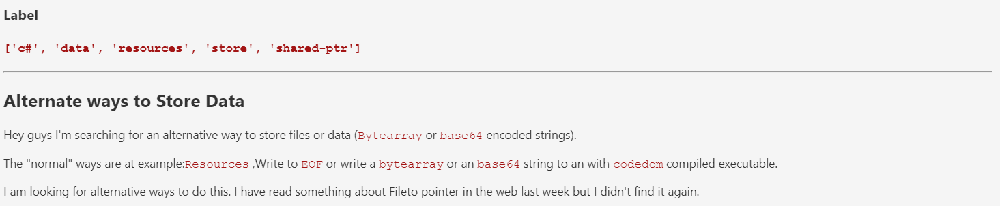 Label
['c#', 'data', 'resources', 'store', 'shared-ptr']
Alternate ways to Store Data
Hey guys I'm searching for an alternative way to store files or data (Bytearray or base64 encoded strings).
The "normal" ways are at example:Resources ,Write to EOF or write a bytearray or an base64 string to an with codedom compiled executable.
I am looking for alternative ways to do this. I have read something about Fileto pointer in the web last week but I didn't find it again.